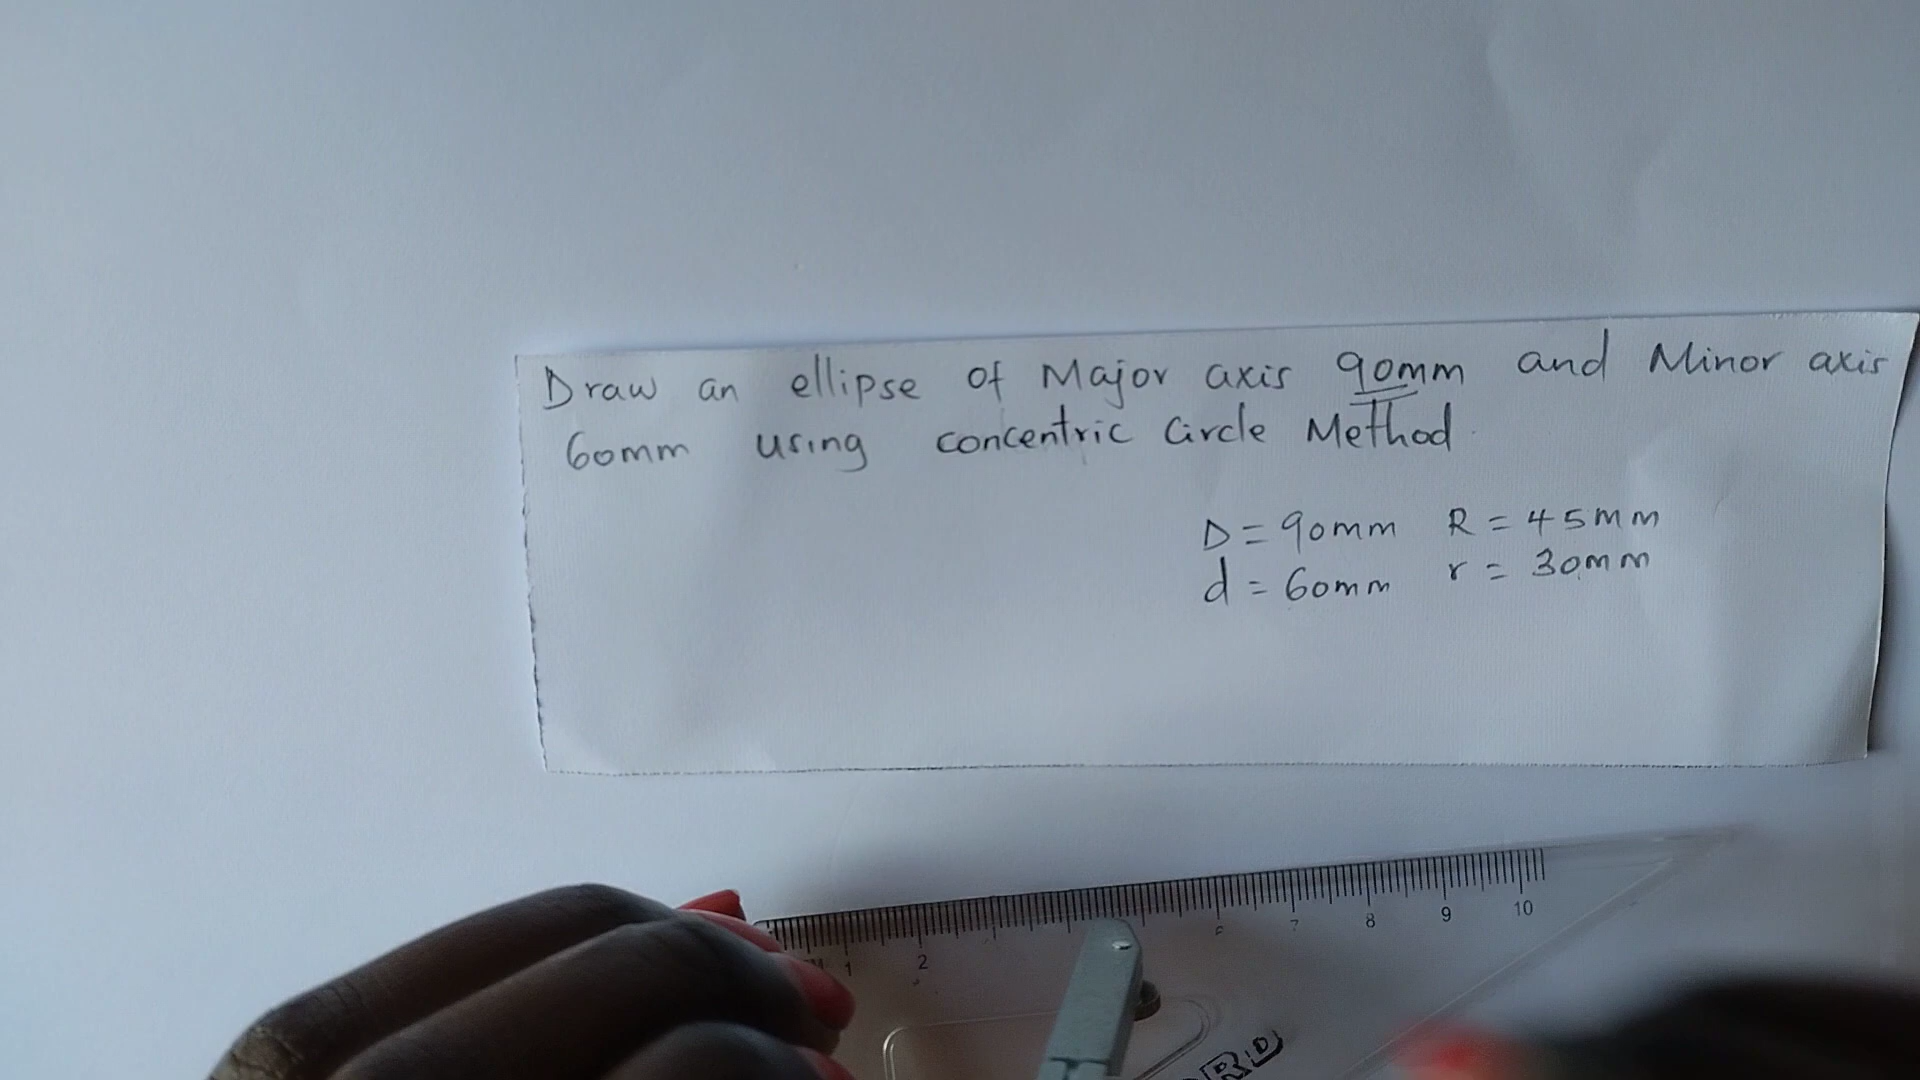 Draw an ellipse of Major axis 90mm and Minor axis
60mm using concentric Circle Method.
D = 90mm R = 45mm
d = 60mm r = 30mm
1 2 7 8 9 10